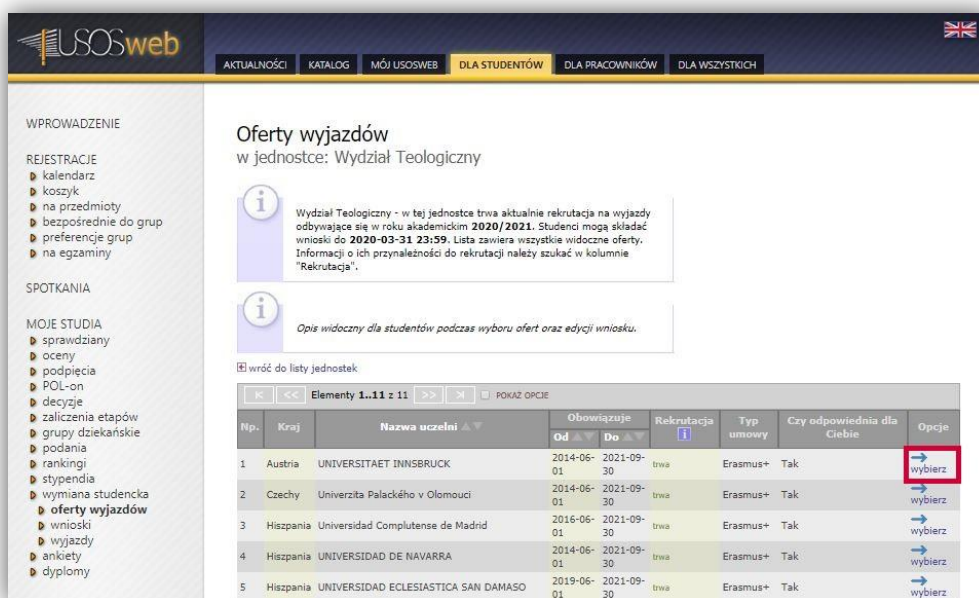 USOSweb
AKTUALNOŚCI KATALOG MÓJ USOSWEB DLA STUDENTÓW DLA PRACOWNIKÓW DLA WSZYSTKICH
WPROWADZENIE
REJESTRACJE
kalendarz
koszyk
na przedmioty
bezpośrednie do grup
preferencje grup
na egzaminy
SPOTKANIA
MOJE STUDIA
sprawdziany
oceny
podpięcia
POL-on
decyzje
zaliczenia etapów
grupy dziekańskie
podania
rankingi
stypendia
wymiana studencka
oferty wyjazdów
wnioski
wyjazdy
ankiety
dyplomy
Oferty wyjazdów
w jednostce: Wydział Teologiczny
Wydział Teologiczny - w tej jednostce trwa aktualnie rekrutacja na wyjazdy
odbywające się w roku akademickim 2020/2021. Studenci mogą składać
wnioski do 2020-03-31 23:59. Lista zawiera wszystkie widoczne oferty.
Informacji o ich przynależności do rekrutacji należy szukać w kolumnie
"Rekrutacja".
Opis widoczny dla studentów podczas wyboru ofert oraz edycji wniosku.
wróć do listy jednostek
K << Elementy 1..11 z 11 >> >| POKAŻ OPCJE
Np. Kraj Nazwa uczelni Obowiązuje Od Do Rekrutacja Typ umowy Czy odpowiednia dla Ciebie Opcje
1 Austria UNIVERSITAET INNSBRUCK 2014-06-01 2021-09-30 trwa Erasmus+ Tak wybierz
2 Czechy Univerzita Palackého v Olomouci 2014-06-01 2021-09-30 trwa Erasmus+ Tak wybierz
3 Hiszpania Universidad Complutense de Madrid 2016-06-01 2021-09-30 trwa Erasmus+ Tak wybierz
4 Hiszpania UNIVERSIDAD DE NAVARRA 2014-06-01 2021-09-30 trwa Erasmus+ Tak wybierz
5 Hiszpania UNIVERSIDAD ECLESIASTICA SAN DAMASO 2019-06-01 2021-09-30 trwa Erasmus+ Tak wybierz